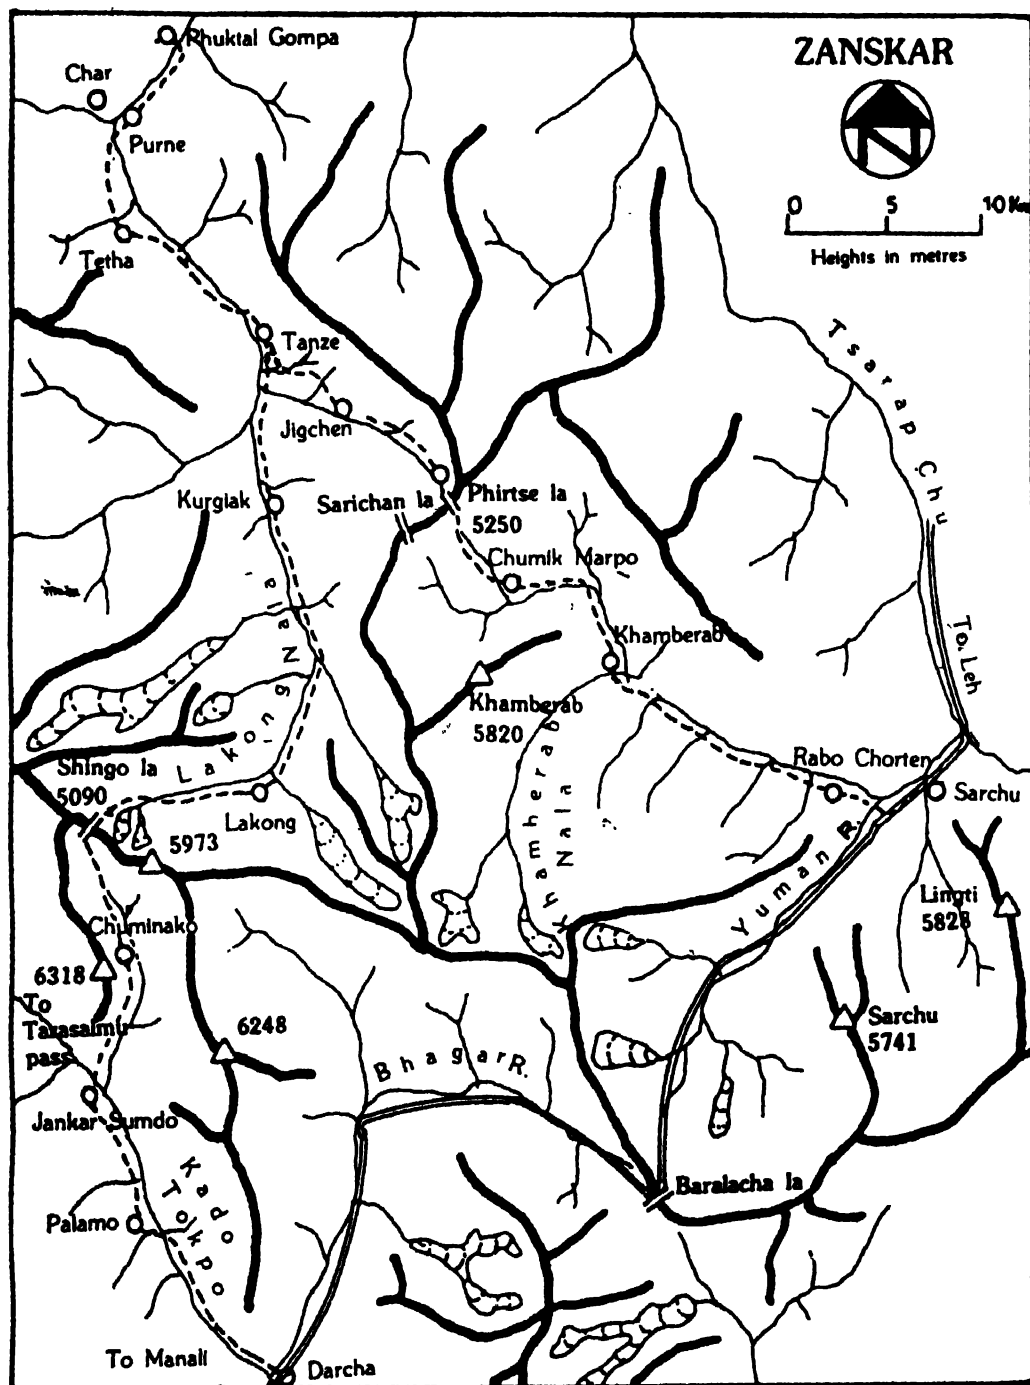 ZANSKAR
N
0 5 10 Km
Heights in metres
Phuktal Gompa
Char
Purne
Tetha
Tanze
Jigchen
Kurgiak
Sarichan la
Phirtse la
5250
Chumik Marpo
Khamberab
Khamberab
5820
Tsarap Chu
To Leh
Lakong Nala
Shingo la
5090
Lakong
5973
Khamherab
Nala
Rabo Chorten
Sarchu
Yuman R.
Lingti
5828
Chuminako
6318
To
Tarasalmu
pass
6248
Bhagar R.
Sarchu
5741
Jankar Sumdo
Kado
Tokpo
Palamo
Baralacha la
To Manali
Darcha